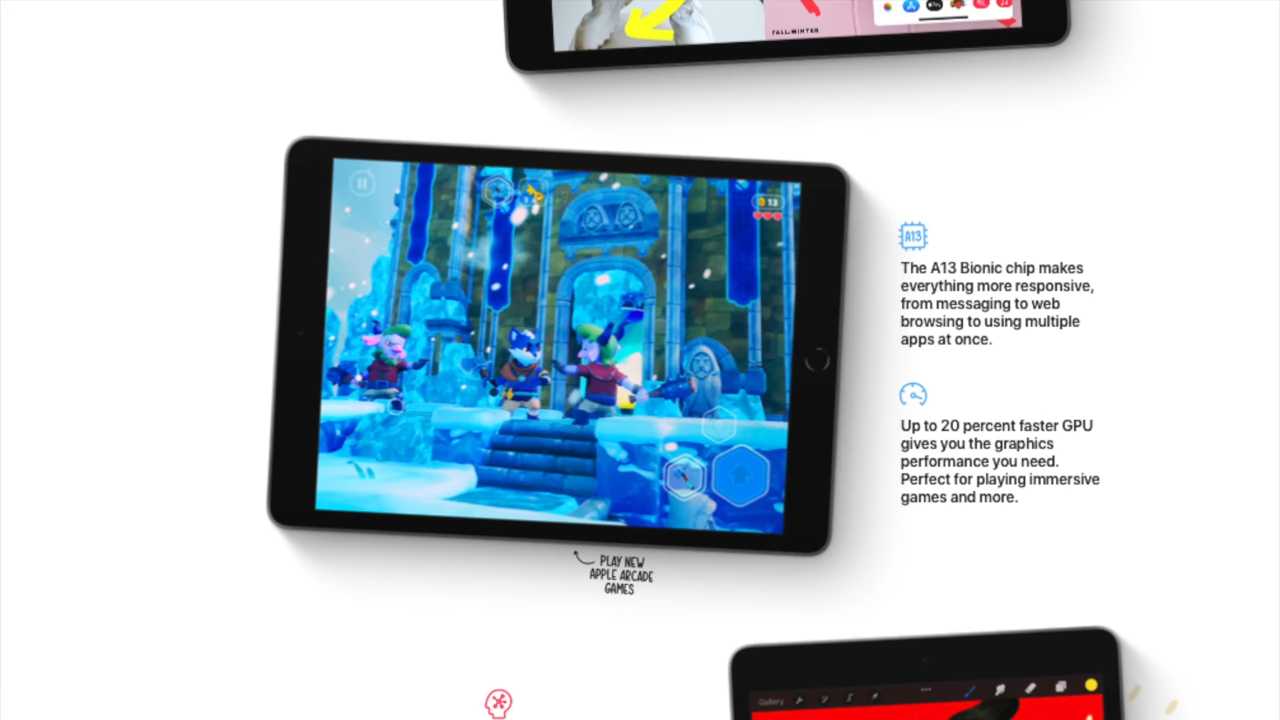 FALL-WINTER
13
A13
The A13 Bionic chip makes
everything more responsive,
from messaging to web
browsing to using multiple
apps at once.
Up to 20 percent faster GPU
gives you the graphics
performance you need.
Perfect for playing immersive
games and more.
PLAY NEW
APPLE ARCADE
GAMES
Gallery